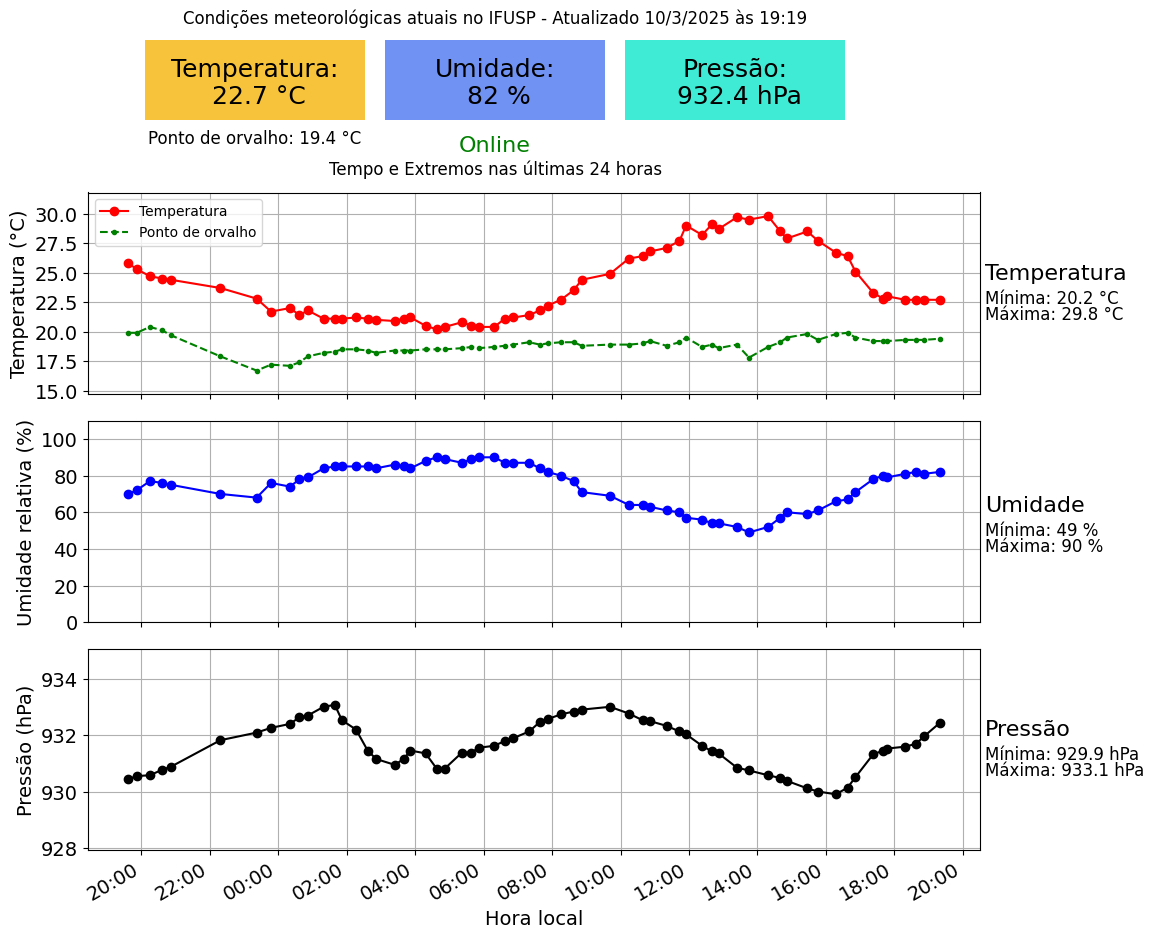 Condições meteorológicas atuais no IFUSP - Atualizado 10/3/2025 às 19:19
Temperatura:
22.7 °C
Umidade:
82 %
Pressão:
932.4 hPa
Ponto de orvalho: 19.4 °C
Online
Tempo e Extremos nas últimas 24 horas
Temperatura (°C)
30.0
27.5
25.0
22.5
20.0
17.5
15.0
Temperatura
Ponto de orvalho
Temperatura
Mínima: 20.2 °C
Máxima: 29.8 °C
Umidade relativa (%)
100
80
60
40
20
0
Umidade
Mínima: 49 %
Máxima: 90 %
Pressão (hPa)
934
932
930
928
Pressão
Mínima: 929.9 hPa
Máxima: 933.1 hPa
20:00 22:00 00:00 02:00 04:00 06:00 08:00 10:00 12:00 14:00 16:00 18:00 20:00
Hora local